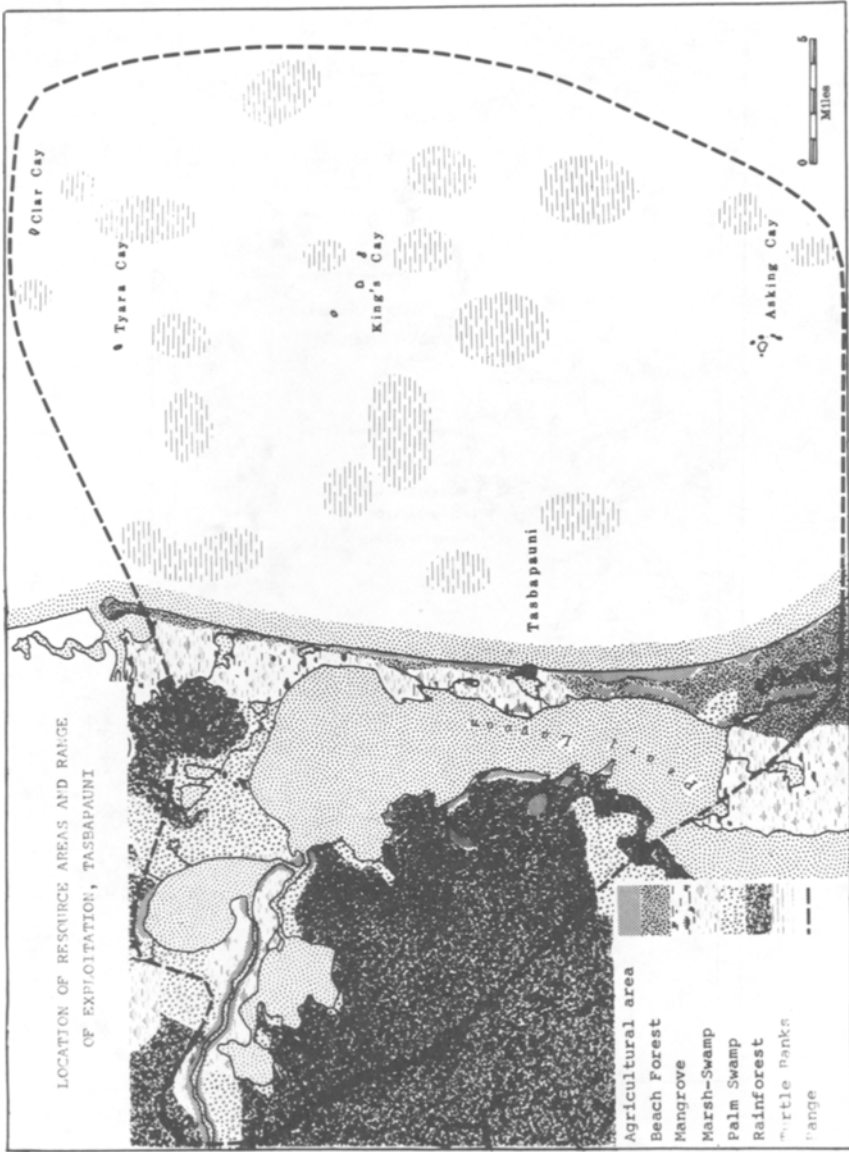 LOCATION OF RESOURCE AREAS AND RANGE
OF EXPLOITATION, TASBAPAUNI
Clar Cay
Tyara Cay
King's Cay
Tasbapauni
Asking Cay
Pearl Lagoon
0 5
Miles
Agricultural area
Beach Forest
Mangrove
Marsh-Swamp
Palm Swamp
Rainforest
Turtle Banks
Range